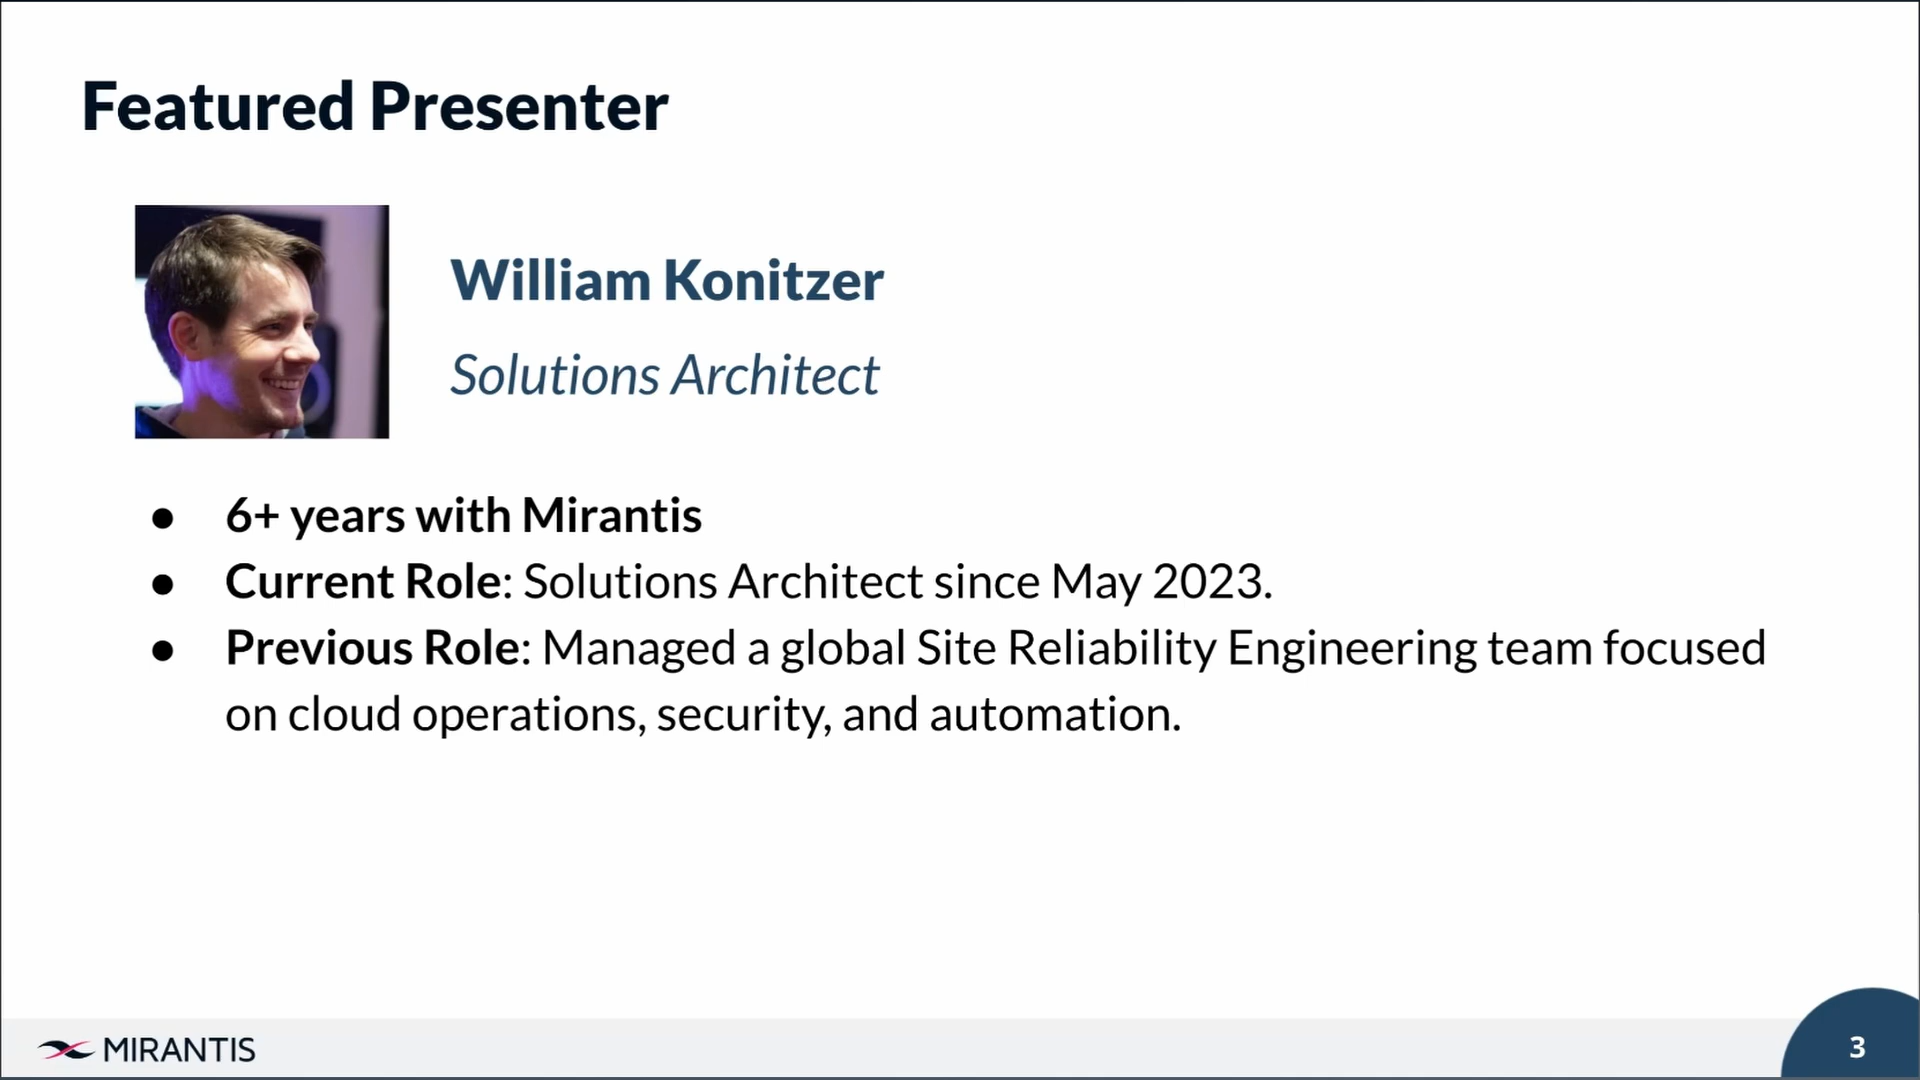 Featured Presenter
William Konitzer
Solutions Architect
● 6+ years with Mirantis
● Current Role: Solutions Architect since May 2023.
● Previous Role: Managed a global Site Reliability Engineering team focused
on cloud operations, security, and automation.
MIRANTIS
3